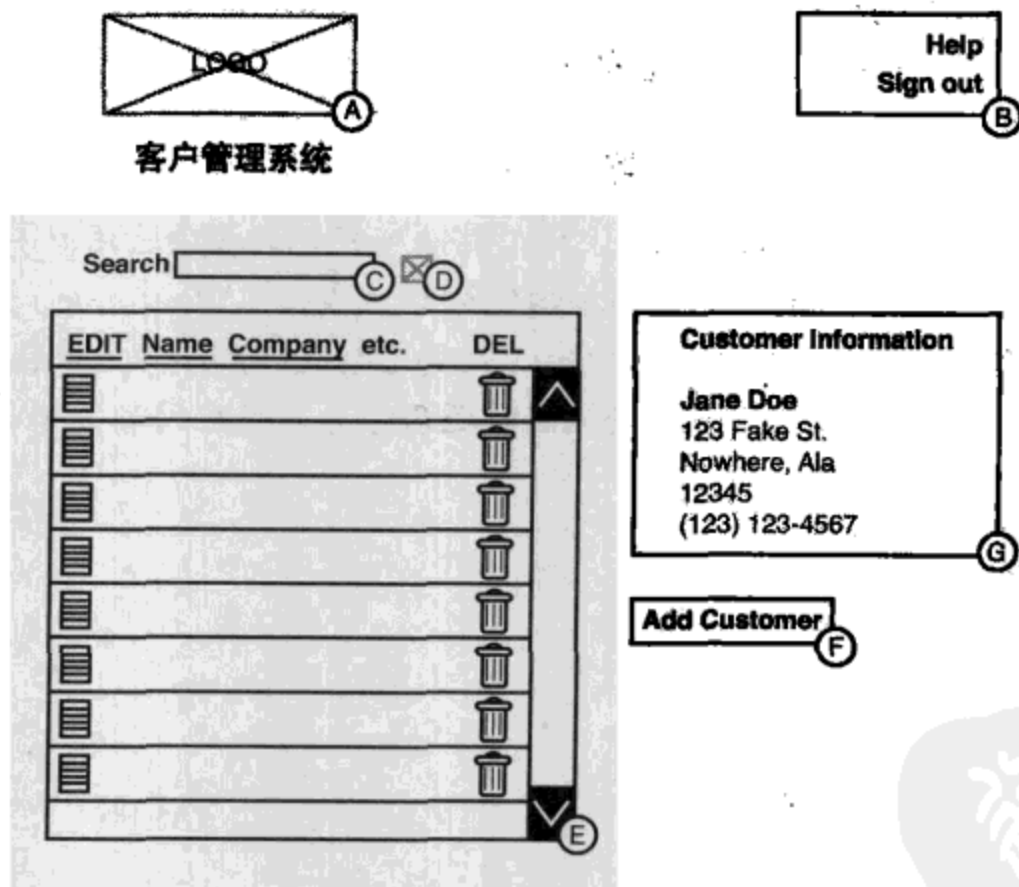 LOGO
A
客户管理系统
Help
Sign out
B
Search
C
D
EDIT Name Company etc. DEL
E
Customer Information
Jane Doe
123 Fake St.
Nowhere, Ala
12345
(123) 123-4567
G
Add Customer
F